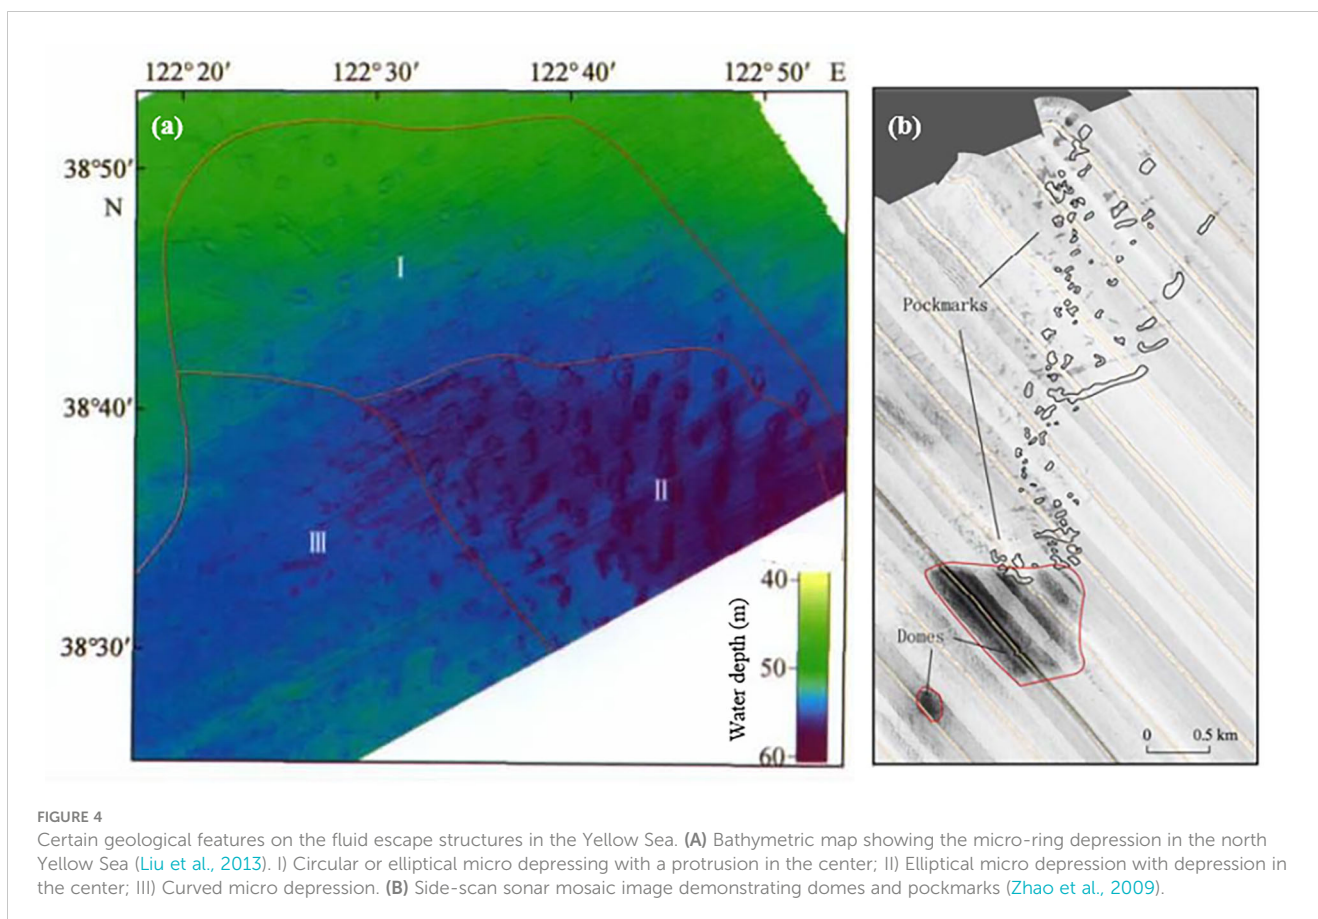 122°20′ 122°30′ 122°40′ 122°50′ E
(a)
38°50′
N
I
38°40′
II
III
38°30′
Water depth (m)
40
50
60
(b)
Pockmarks
Domes
0 0.5 km
FIGURE 4
Certain geological features on the fluid escape structures in the Yellow Sea. (A) Bathymetric map showing the micro-ring depression in the north
Yellow Sea (Liu et al., 2013). I) Circular or elliptical micro depressing with a protrusion in the center; II) Elliptical micro depression with depression in
the center; III) Curved micro depression. (B) Side-scan sonar mosaic image demonstrating domes and pockmarks (Zhao et al., 2009).